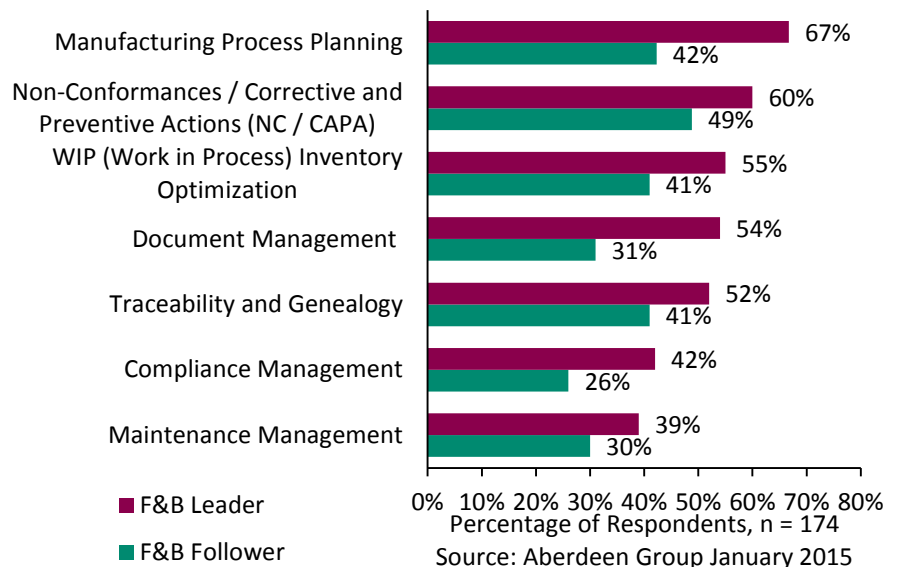 Manufacturing Process Planning
67%
42%
Non-Conformances / Corrective and
Preventive Actions (NC / CAPA)
60%
49%
WIP (Work in Process) Inventory
Optimization
55%
41%
Document Management
54%
31%
Traceability and Genealogy
52%
41%
Compliance Management
42%
26%
Maintenance Management
39%
30%
0% 10% 20% 30% 40% 50% 60% 70% 80%
F&B Leader
F&B Follower
Percentage of Respondents, n = 174
Source: Aberdeen Group January 2015